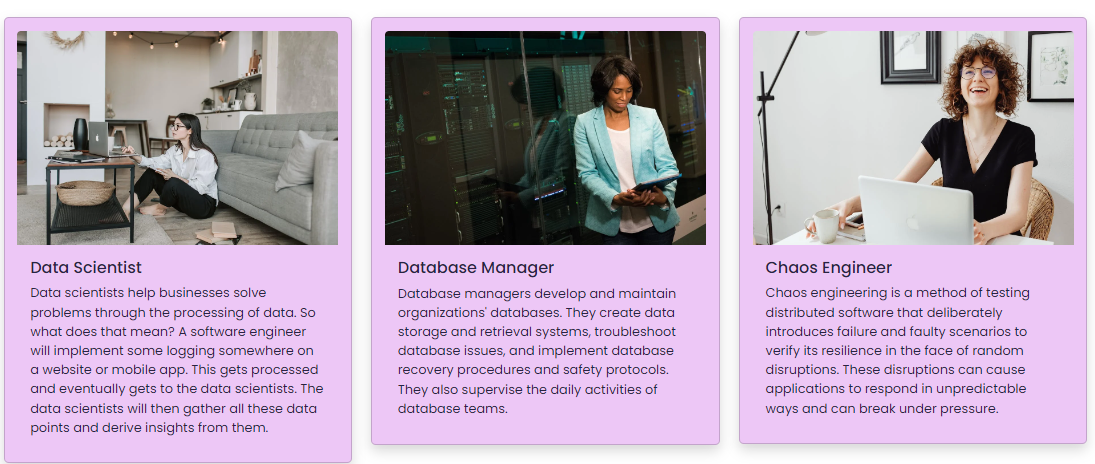 Data Scientist
Data scientists help businesses solve
problems through the processing of data. So
what does that mean? A software engineer
will implement some logging somewhere on
a website or mobile app. This gets processed
and eventually gets to the data scientists. The
data scientists will then gather all these data
points and derive insights from them.
Database Manager
Database managers develop and maintain
organizations' databases. They create data
storage and retrieval systems, troubleshoot
database issues, and implement database
recovery procedures and safety protocols.
They also supervise the daily activities of
database teams.
Chaos Engineer
Chaos engineering is a method of testing
distributed software that deliberately
introduces failure and faulty scenarios to
verify its resilience in the face of random
disruptions. These disruptions can cause
applications to respond in unpredictable
ways and can break under pressure.